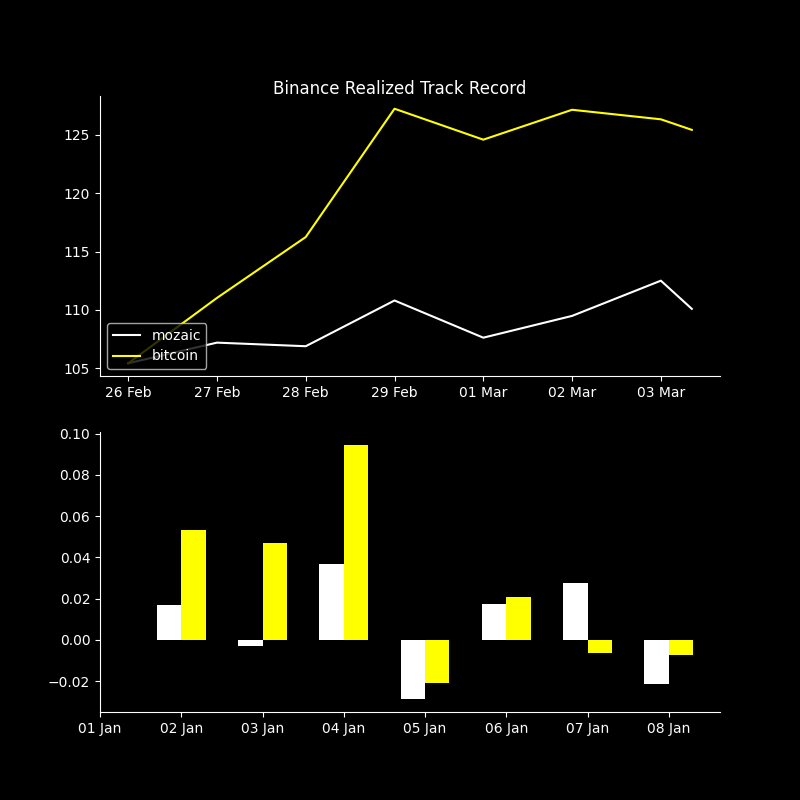 Binance Realized Track Record
125
120
115
110
105
mozaic
bitcoin
26 Feb 27 Feb 28 Feb 29 Feb 01 Mar 02 Mar 03 Mar
0.10
0.08
0.06
0.04
0.02
0.00
−0.02
01 Jan 02 Jan 03 Jan 04 Jan 05 Jan 06 Jan 07 Jan 08 Jan